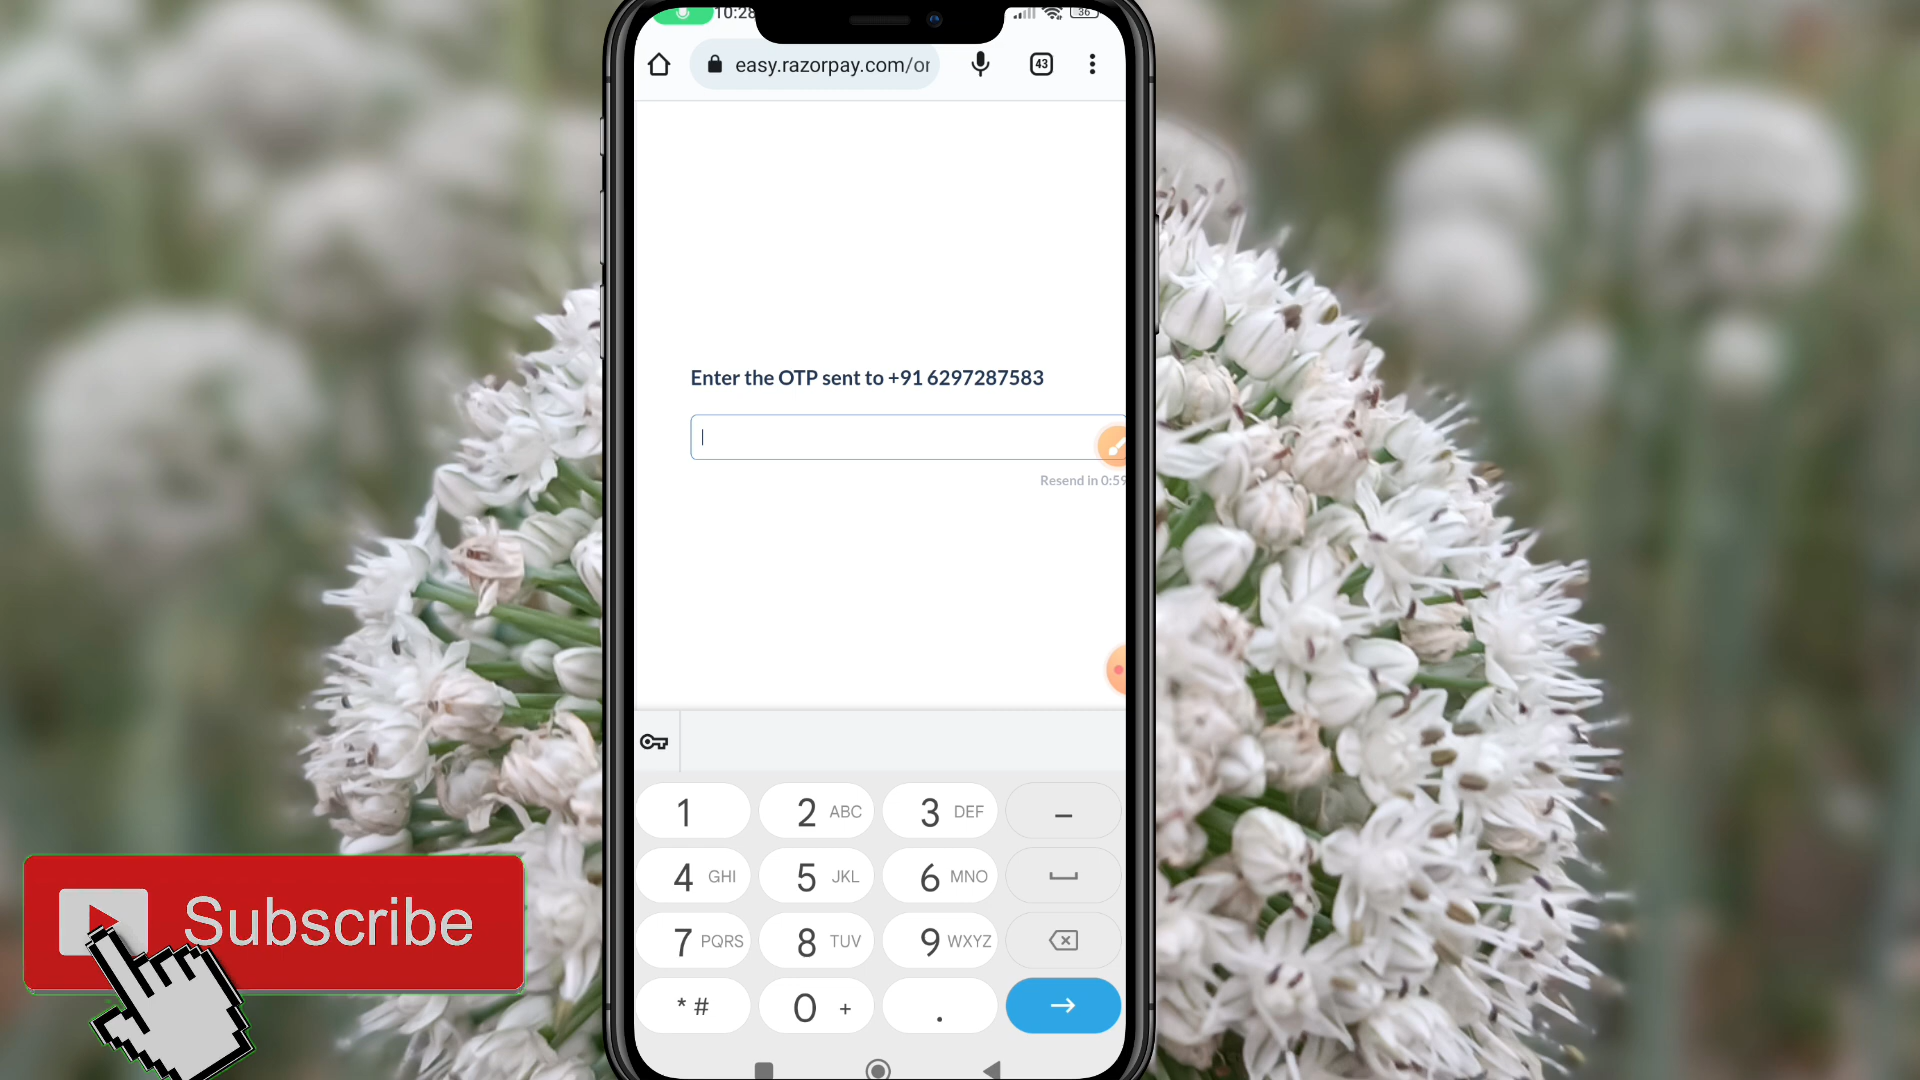 10:28
36
easy.razorpay.com/or
43
Enter the OTP sent to +91 6297287583
Resend in 0:59
1
2 ABC
3 DEF
–
4 GHI
5 JKL
6 MNO
7 PQRS
8 TUV
9 WXYZ
* #
0 +
.
Subscribe